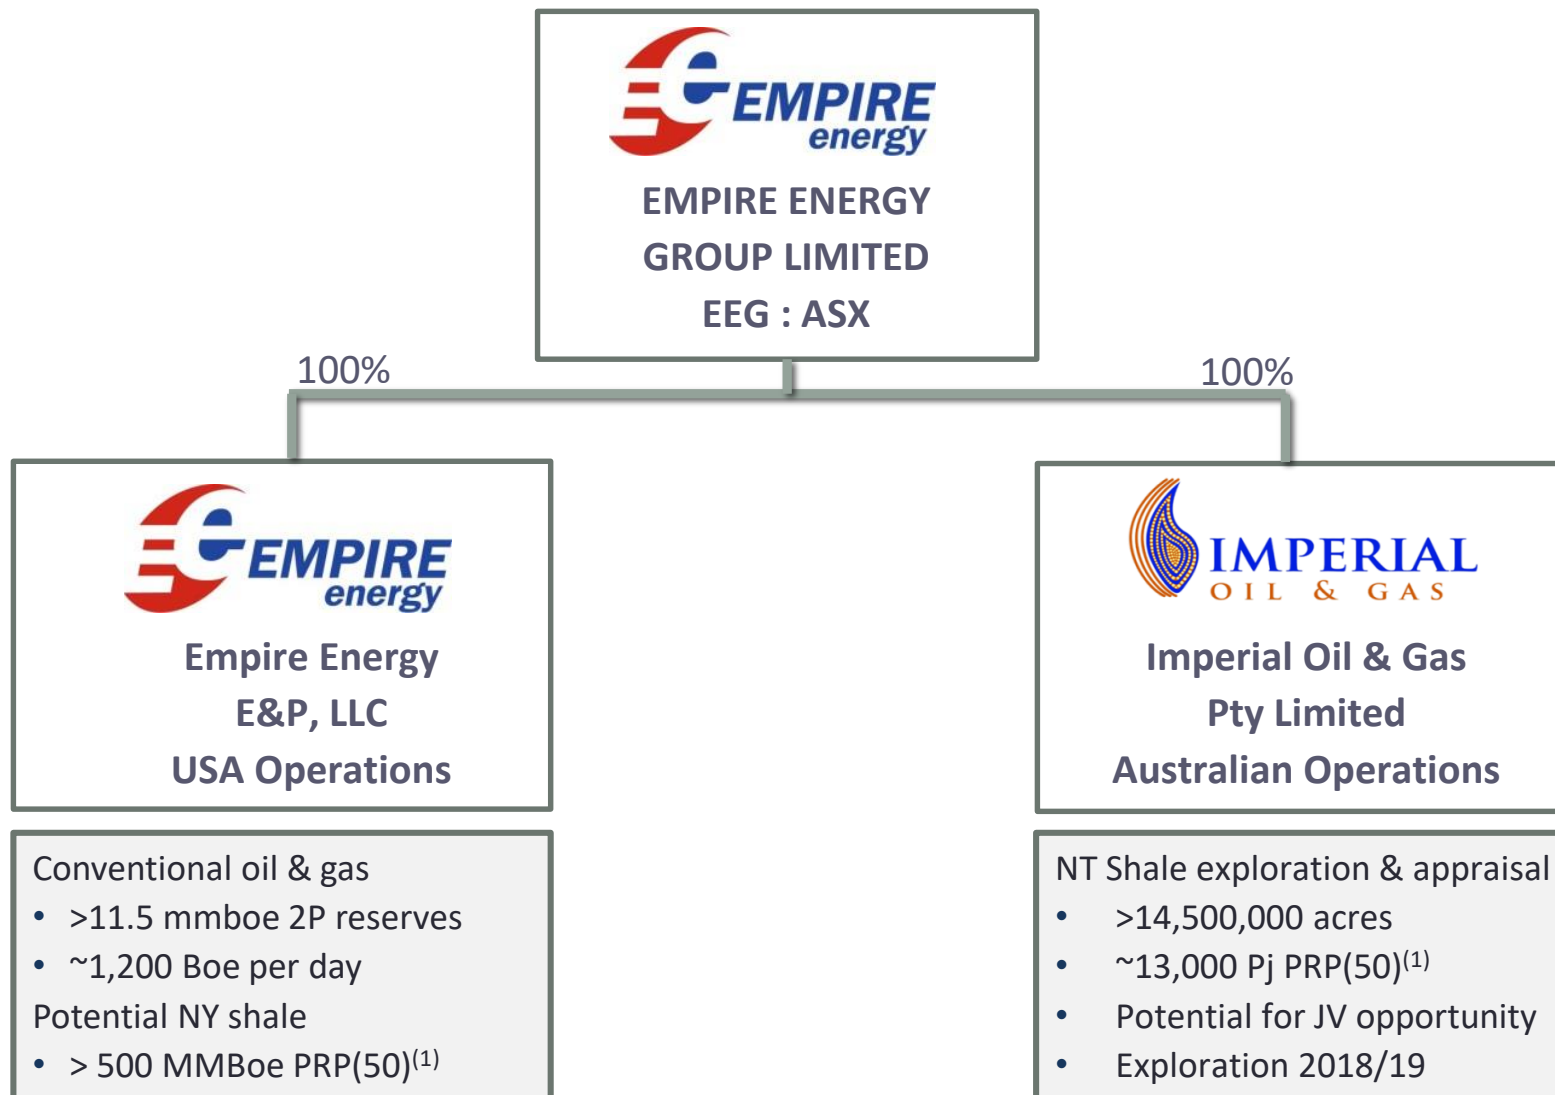 EMPIRE
energy
EMPIRE ENERGY
GROUP LIMITED
EEG : ASX
100%
100%
EMPIRE
energy
Empire Energy
E&P, LLC
USA Operations
IMPERIAL
OIL & GAS
Imperial Oil & Gas
Pty Limited
Australian Operations
Conventional oil & gas
• >11.5 mmboe 2P reserves
• ~1,200 Boe per day
Potential NY shale
• > 500 MMBoe PRP(50)(1)
NT Shale exploration & appraisal
• >14,500,000 acres
• ~13,000 Pj PRP(50)(1)
• Potential for JV opportunity
• Exploration 2018/19